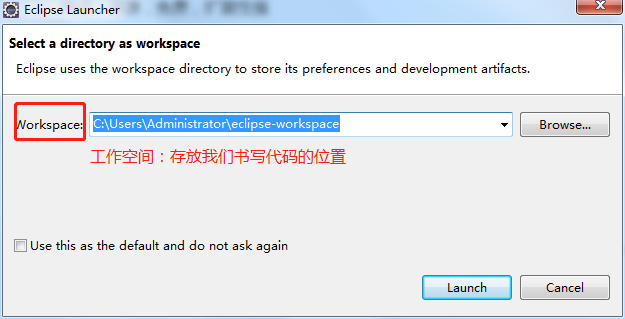 Eclipse Launcher
Select a directory as workspace
Eclipse uses the workspace directory to store its preferences and development artifacts.
Workspace: C:\Users\Administrator\eclipse-workspace Browse...
工作空间：存放我们书写代码的位置
Use this as the default and do not ask again
Launch Cancel